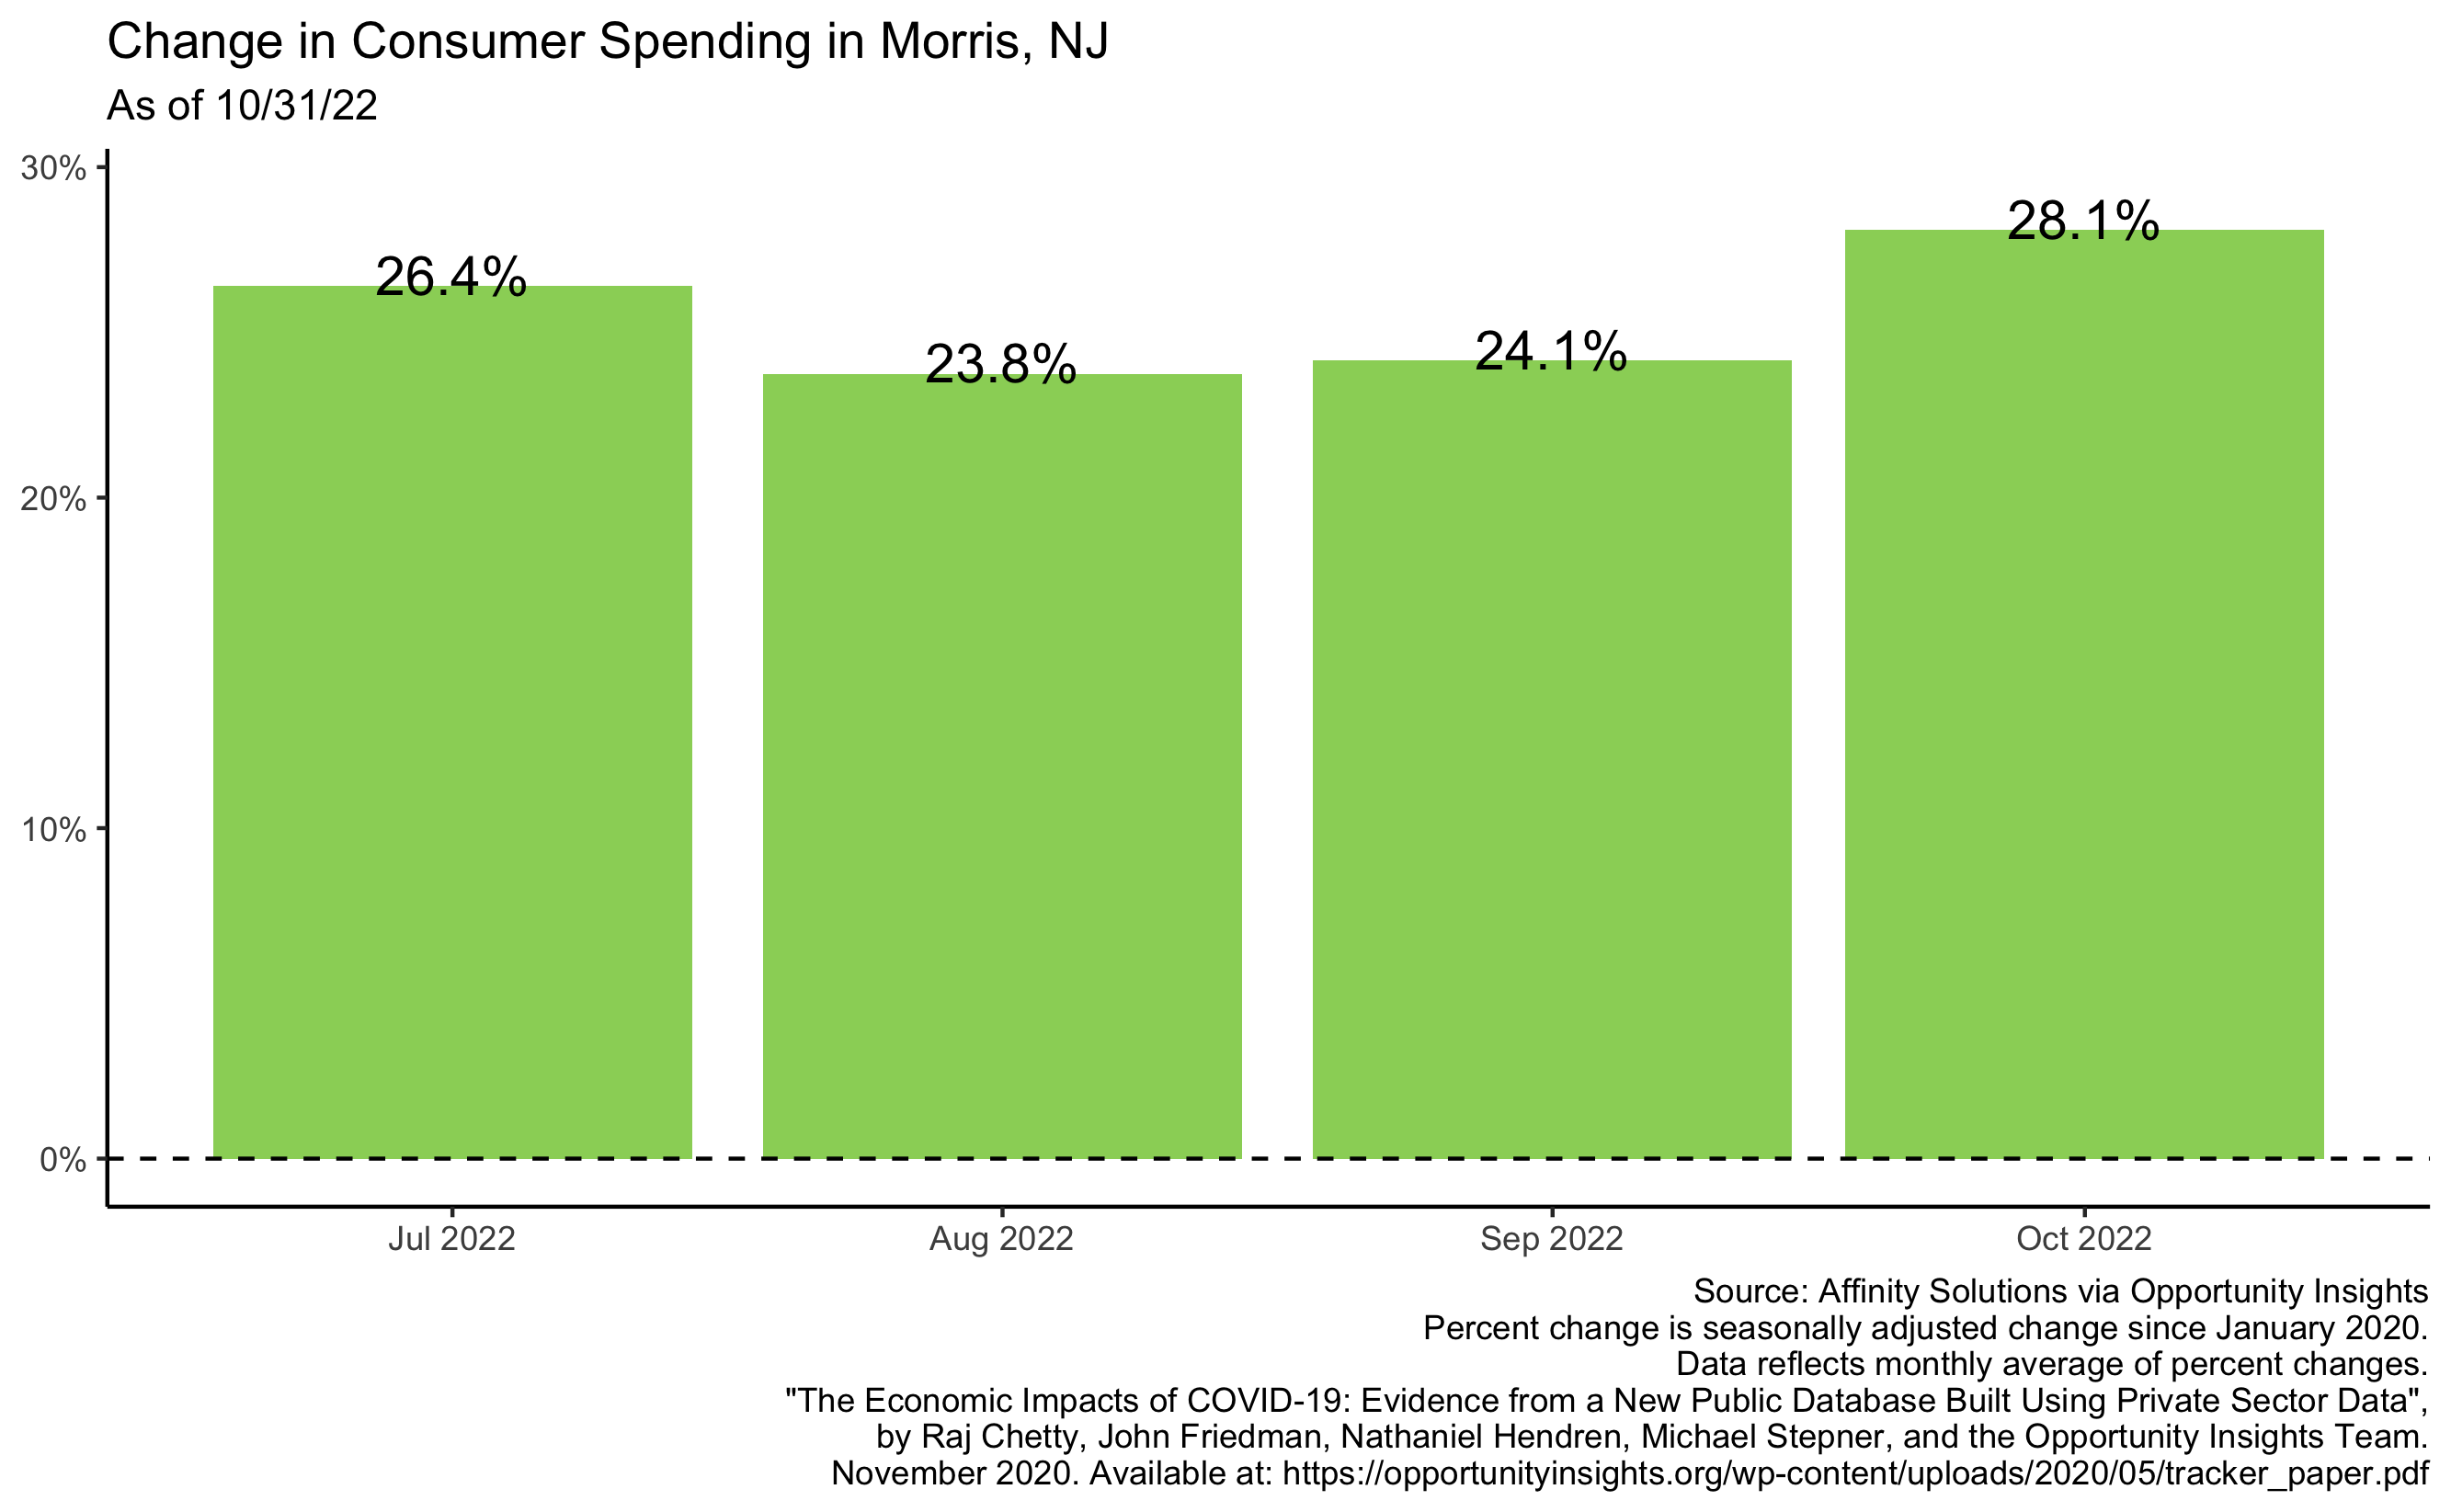 Change in Consumer Spending in Morris, NJ
As of 10/31/22
30%
20%
10%
0%
26.4%
23.8%
24.1%
28.1%
Jul 2022
Aug 2022
Sep 2022
Oct 2022
Source: Affinity Solutions via Opportunity Insights
Percent change is seasonally adjusted change since January 2020.
Data reflects monthly average of percent changes.
"The Economic Impacts of COVID-19: Evidence from a New Public Database Built Using Private Sector Data",
by Raj Chetty, John Friedman, Nathaniel Hendren, Michael Stepner, and the Opportunity Insights Team.
November 2020. Available at: https://opportunityinsights.org/wp-content/uploads/2020/05/tracker_paper.pdf